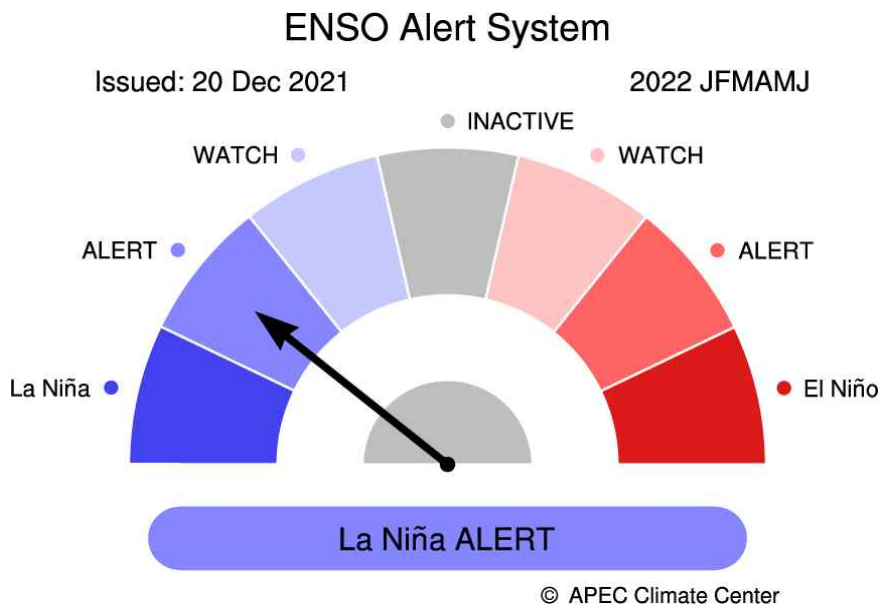 ENSO Alert System
Issued: 20 Dec 2021
2022 JFMAMJ
INACTIVE
WATCH
WATCH
ALERT
ALERT
La Niña
El Niño
La Niña ALERT
© APEC Climate Center